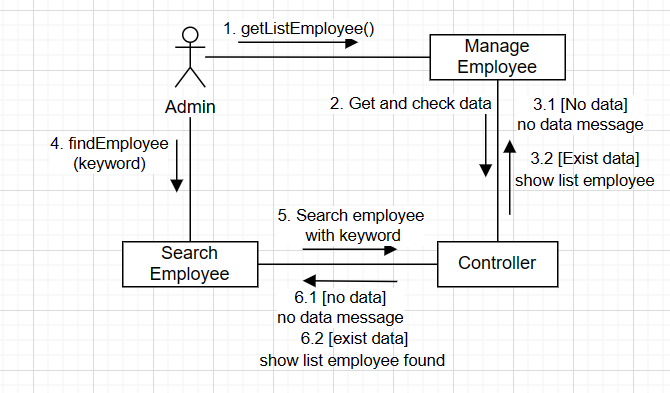 1. getListEmployee()
Manage
Employee
Admin
2. Get and check data
3.1 [No data]
no data message
3.2 [Exist data]
show list employee
4. findEmployee
(keyword)
5. Search employee
with keyword
Search
Employee
Controller
6.1 [no data]
no data message
6.2 [exist data]
show list employee found